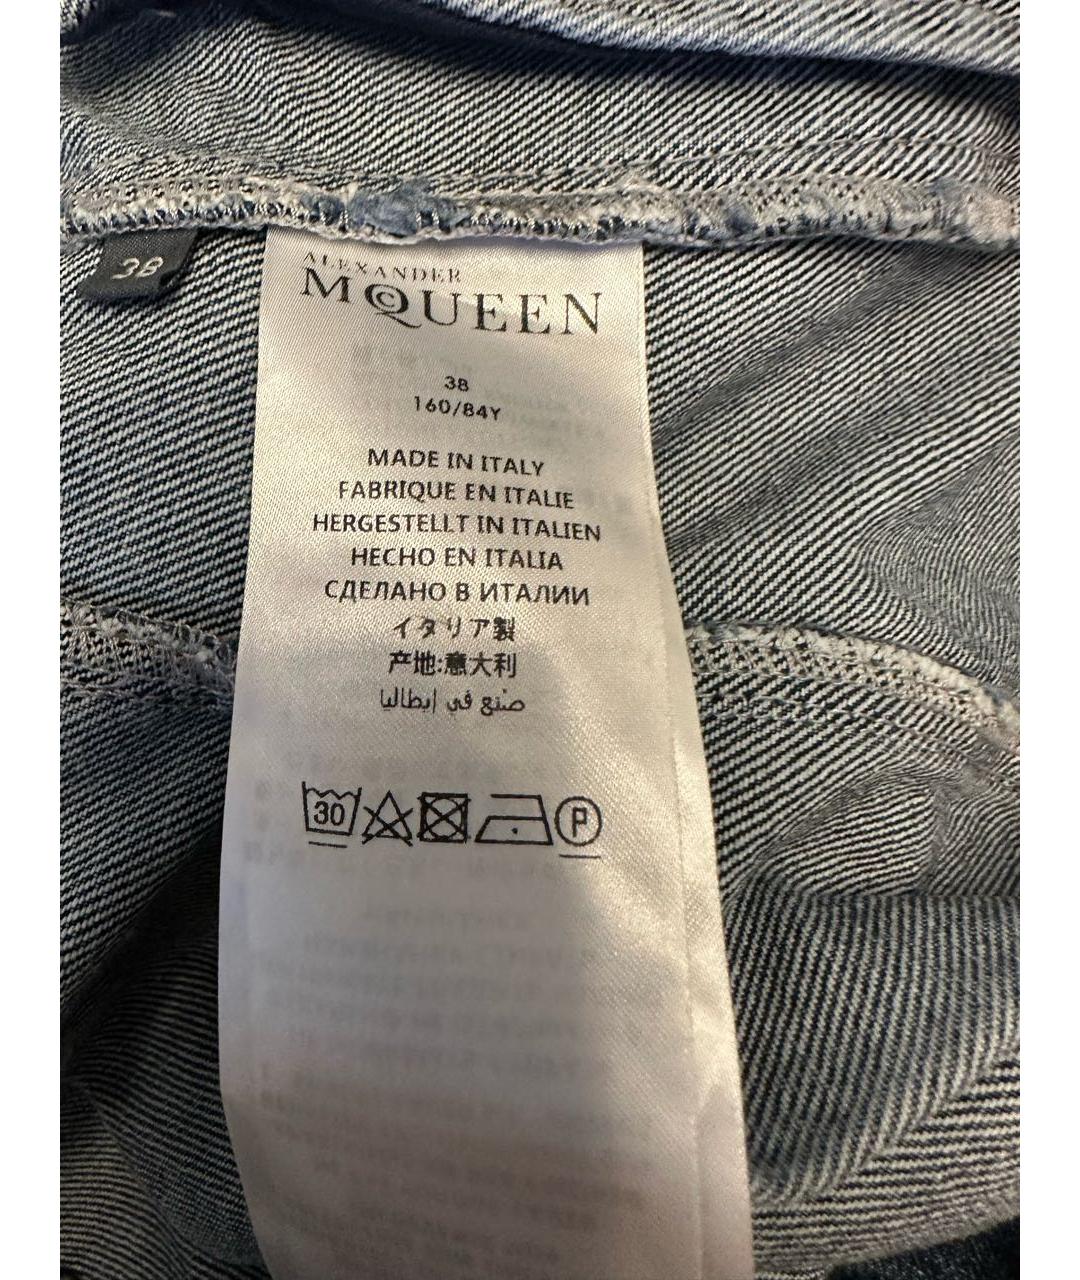 38
ALEXANDER
McQUEEN
38
160/84Y
MADE IN ITALY
FABRIQUE EN ITALIE
HERGESTELLT IN ITALIEN
HECHO EN ITALIA
СДЕЛАНО В ИТАЛИИ
イタリア製
产地:意大利
صنع في إيطاليا
30 P